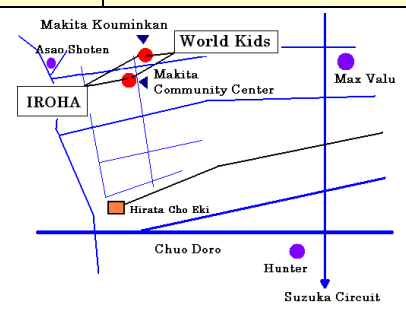 Makita Kouminkan
World Kids
Asao Shoten
Makita
Community Center
Max Valu
IROHA
Hirata Cho Eki
Chuo Doro
Hunter
Suzuka Circuit